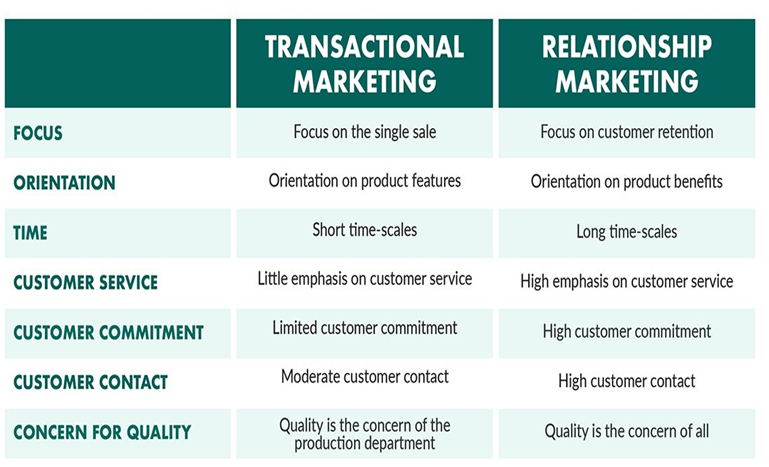 TRANSACTIONAL
MARKETING
RELATIONSHIP
MARKETING
FOCUS
Focus on the single sale
Focus on customer retention
ORIENTATION
Orientation on product features
Orientation on product benefits
TIME
Short time-scales
Long time-scales
CUSTOMER SERVICE
Little emphasis on customer service
High emphasis on customer service
CUSTOMER COMMITMENT
Limited customer commitment
High customer commitment
CUSTOMER CONTACT
Moderate customer contact
High customer contact
CONCERN FOR QUALITY
Quality is the concern of the
production department
Quality is the concern of all